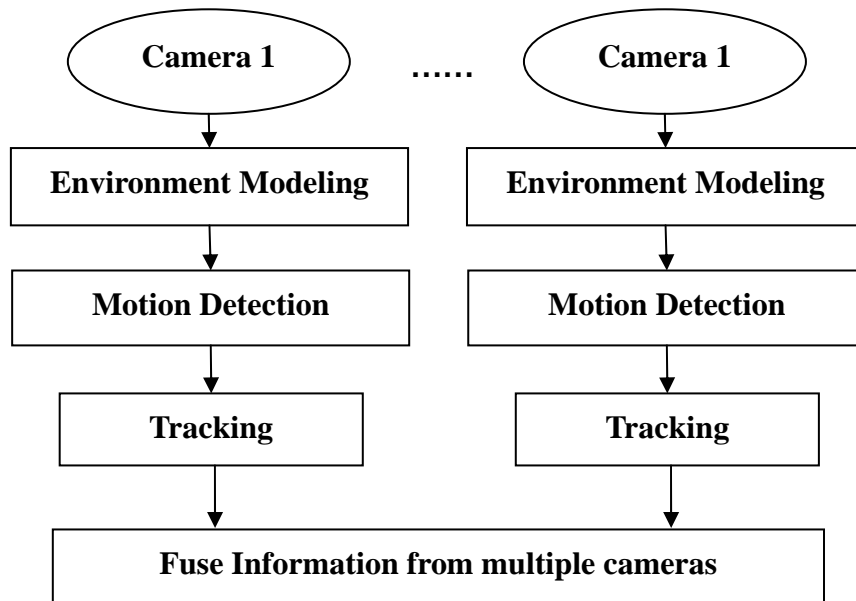 Camera 1 ...... Camera 1
Environment Modeling Environment Modeling
Motion Detection Motion Detection
Tracking Tracking
Fuse Information from multiple cameras